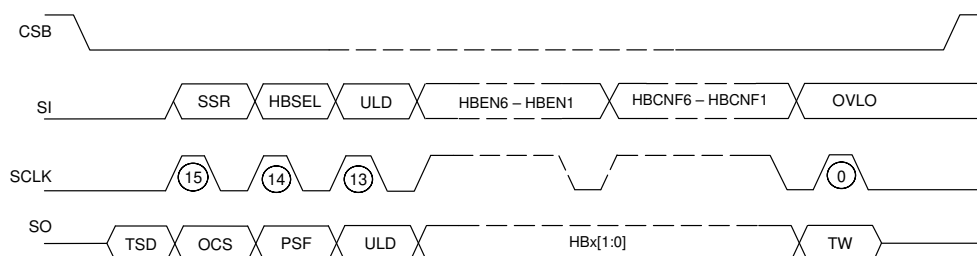 CSB
SI SSR HBSEL ULD HBEN6 – HBEN1 HBCNF6 – HBCNF1 OVLO
SCLK 15 14 13 0
SO TSD OCS PSF ULD HBx[1:0] TW